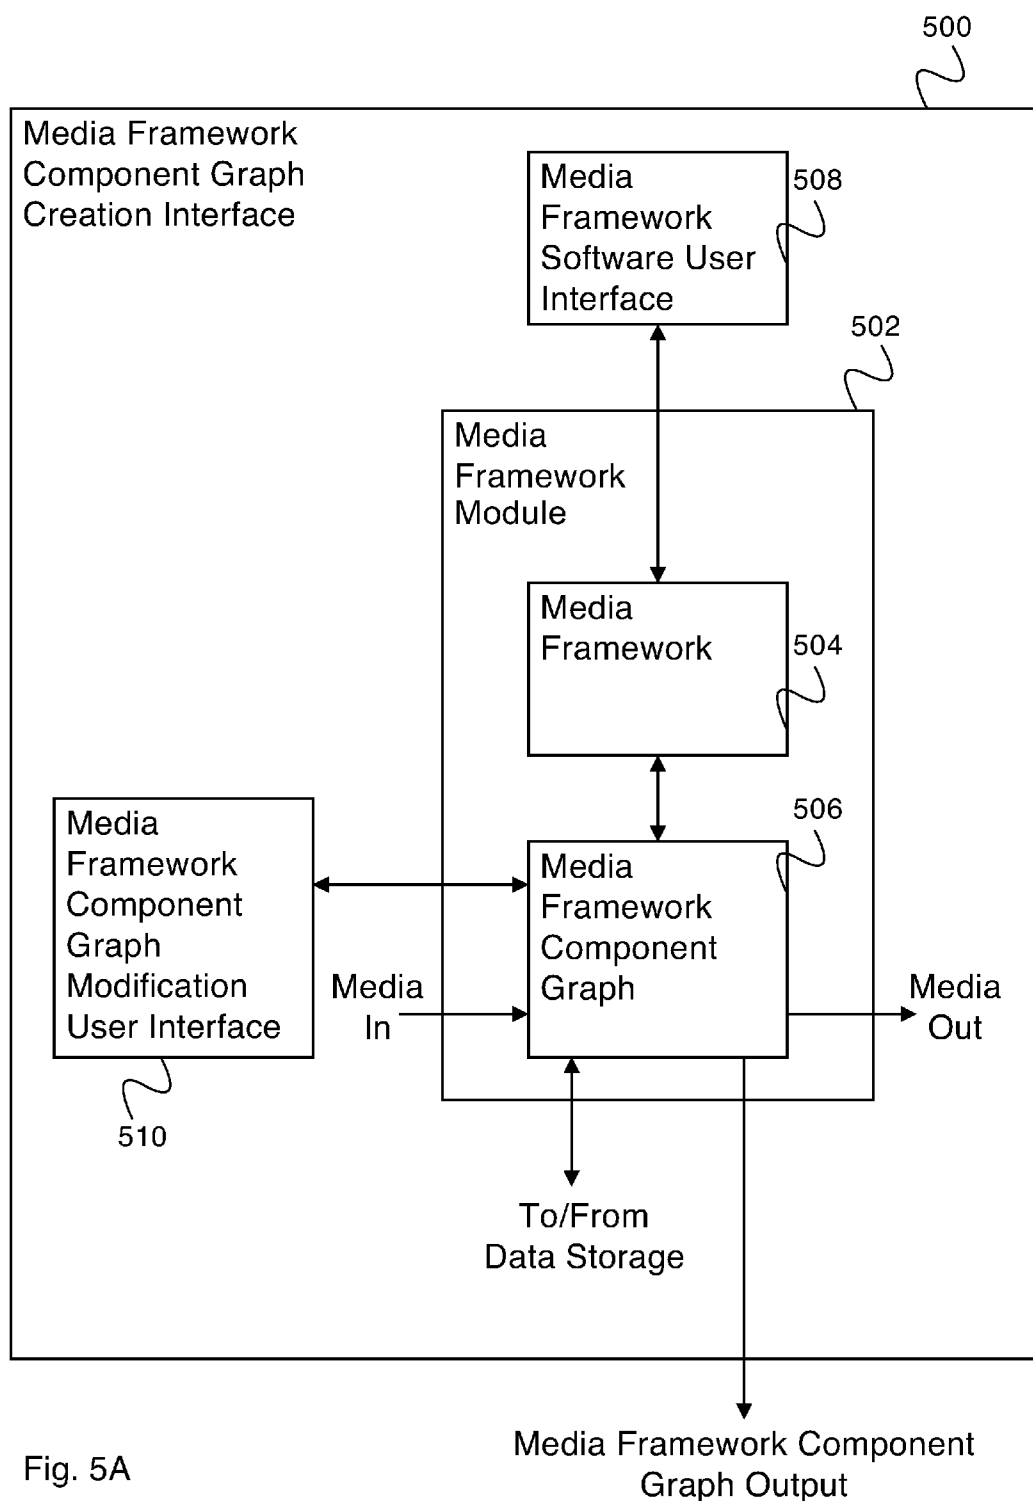 500
Media Framework
Component Graph
Creation Interface
Media
Framework
Software User
Interface
508
502
Media
Framework
Module
Media
Framework
504
506
Media
Framework
Component
Graph
Modification
User Interface
510
Media
Framework
Component
Graph
Media
In
Media
Out
To/From
Data Storage
Media Framework Component
Graph Output
Fig. 5A